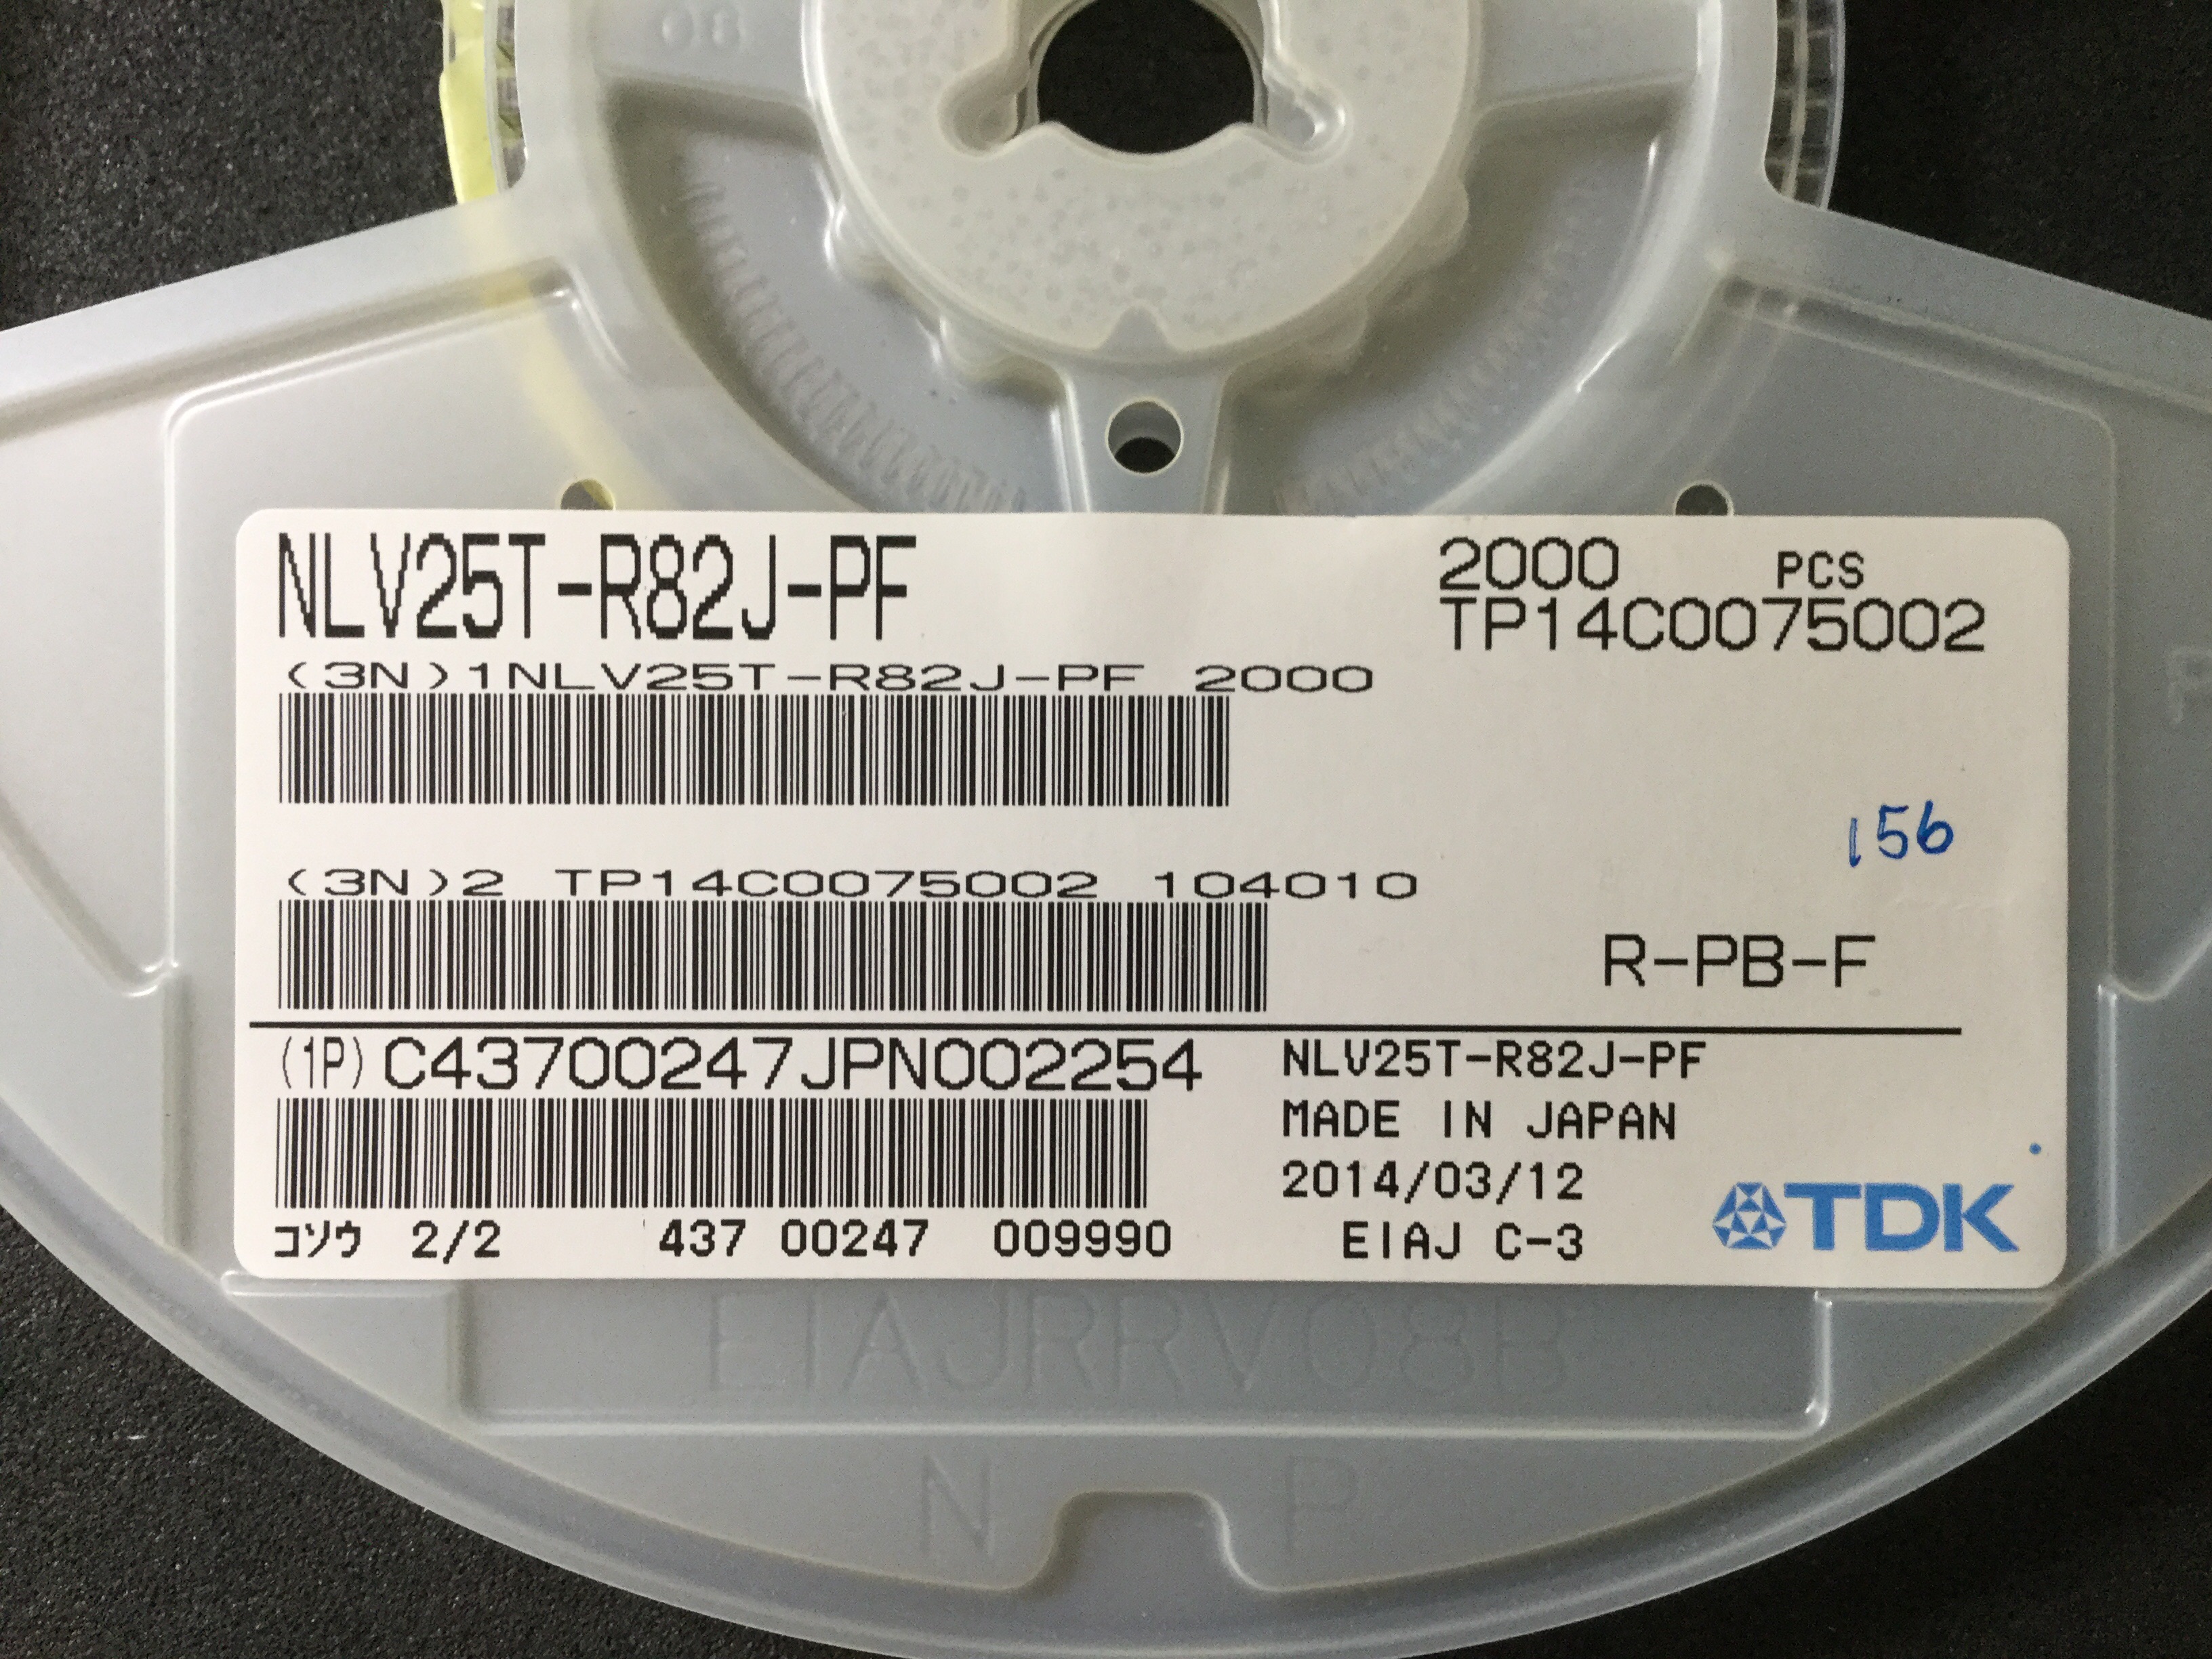 08
NLV25T-R82J-PF
2000 PCS
TP14C0075002
(3N)1NLV25T-R82J-PF 2000
156
(3N)2 TP14C0075002 104010
R-PB-F
(1P) C43700247JPN002254
NLV25T-R82J-PF
MADE IN JAPAN
2014/03/12
コソウ 2/2 437 00247 009990
EIAJ C-3
TDK
EIAJRRV08B
N P